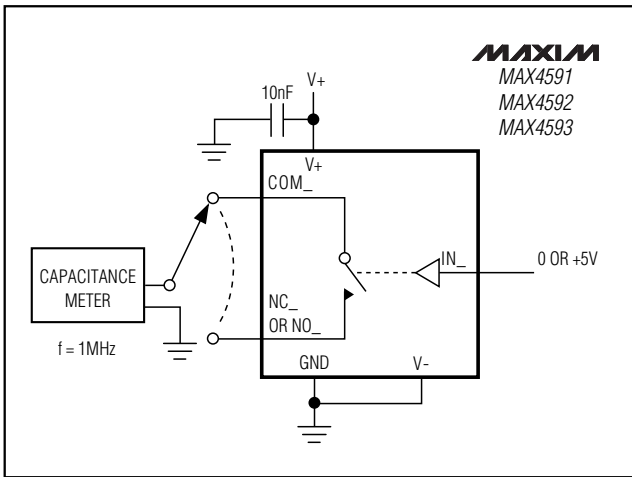 MAXIM
MAX4591
MAX4592
MAX4593
V+
10nF
V+
COM_
IN_
0 OR +5V
CAPACITANCE
METER
NC_
OR NO_
f = 1MHz
GND
V-